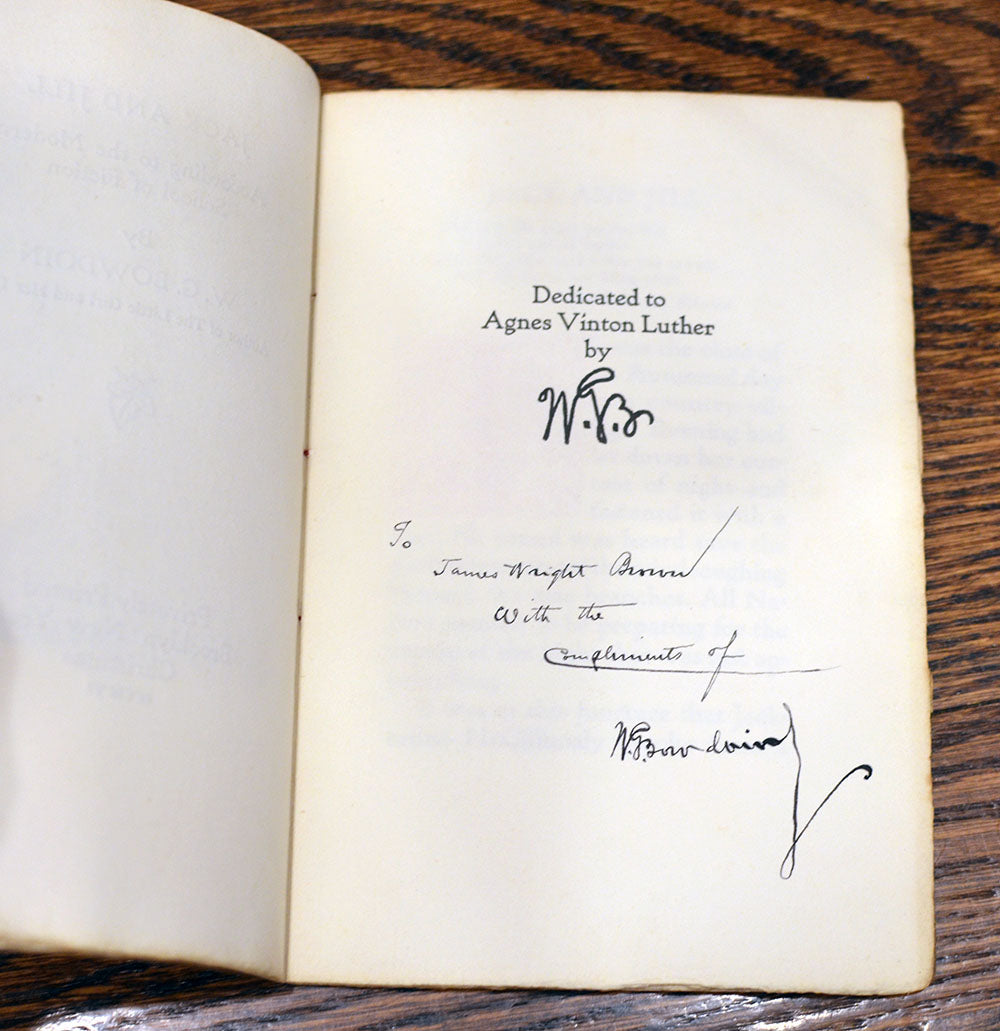 Dedicated to
Agnes Vinton Luther
by
W.G.B
To
James Wright Brown
With the
Compliments of
W.G.Bowdoin